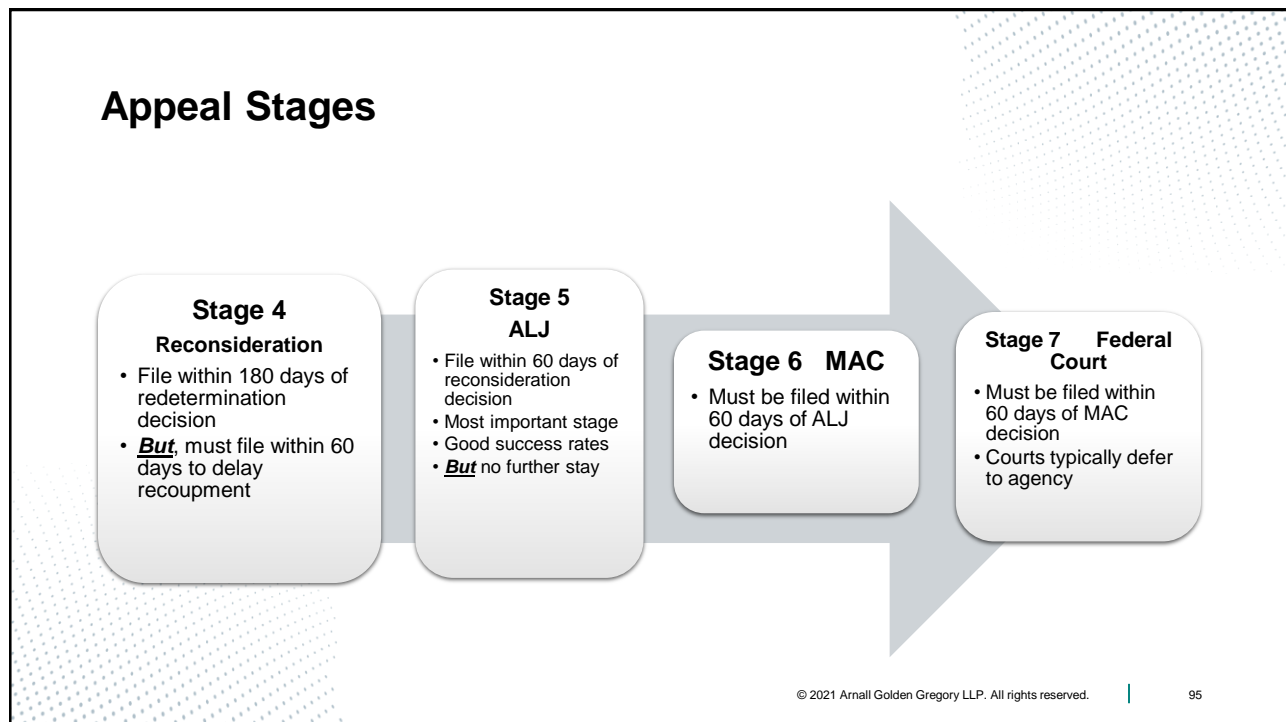 Appeal Stages
Stage 4
Reconsideration
• File within 180 days of
redetermination
decision
• But, must file within 60
days to delay
recoupment
Stage 5
ALJ
• File within 60 days of
reconsideration
decision
• Most important stage
• Good success rates
• But no further stay
Stage 6 MAC
• Must be filed within
60 days of ALJ
decision
Stage 7 Federal
Court
• Must be filed within
60 days of MAC
decision
• Courts typically defer
to agency
© 2021 Arnall Golden Gregory LLP. All rights reserved. 95